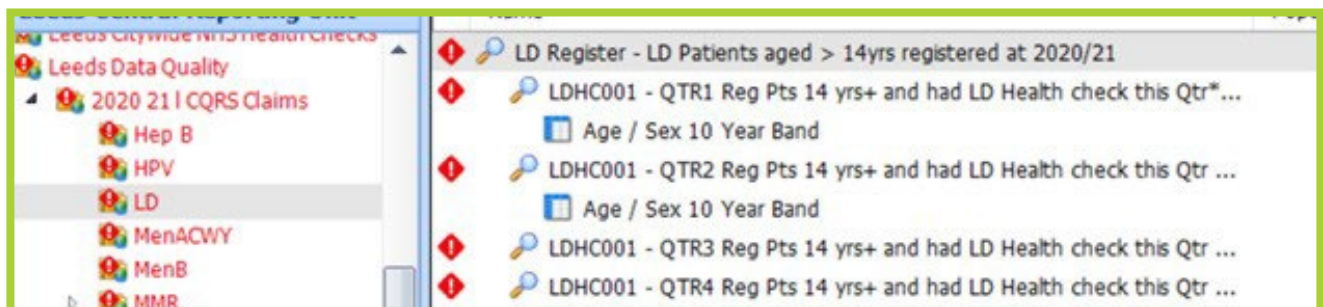 Leeds Citywide NHS Health Checks
Leeds Data Quality
2020 21 l CQRS Claims
Hep B
HPV
LD
MenACWY
MenB
MMR
LD Register - LD Patients aged > 14yrs registered at 2020/21
LDHC001 - QTR1 Reg Pts 14 yrs+ and had LD Health check this Qtr*...
Age / Sex 10 Year Band
LDHC001 - QTR2 Reg Pts 14 yrs+ and had LD Health check this Qtr ...
Age / Sex 10 Year Band
LDHC001 - QTR3 Reg Pts 14 yrs+ and had LD Health check this Qtr ...
LDHC001 - QTR4 Reg Pts 14 yrs+ and had LD Health check this Qtr ...